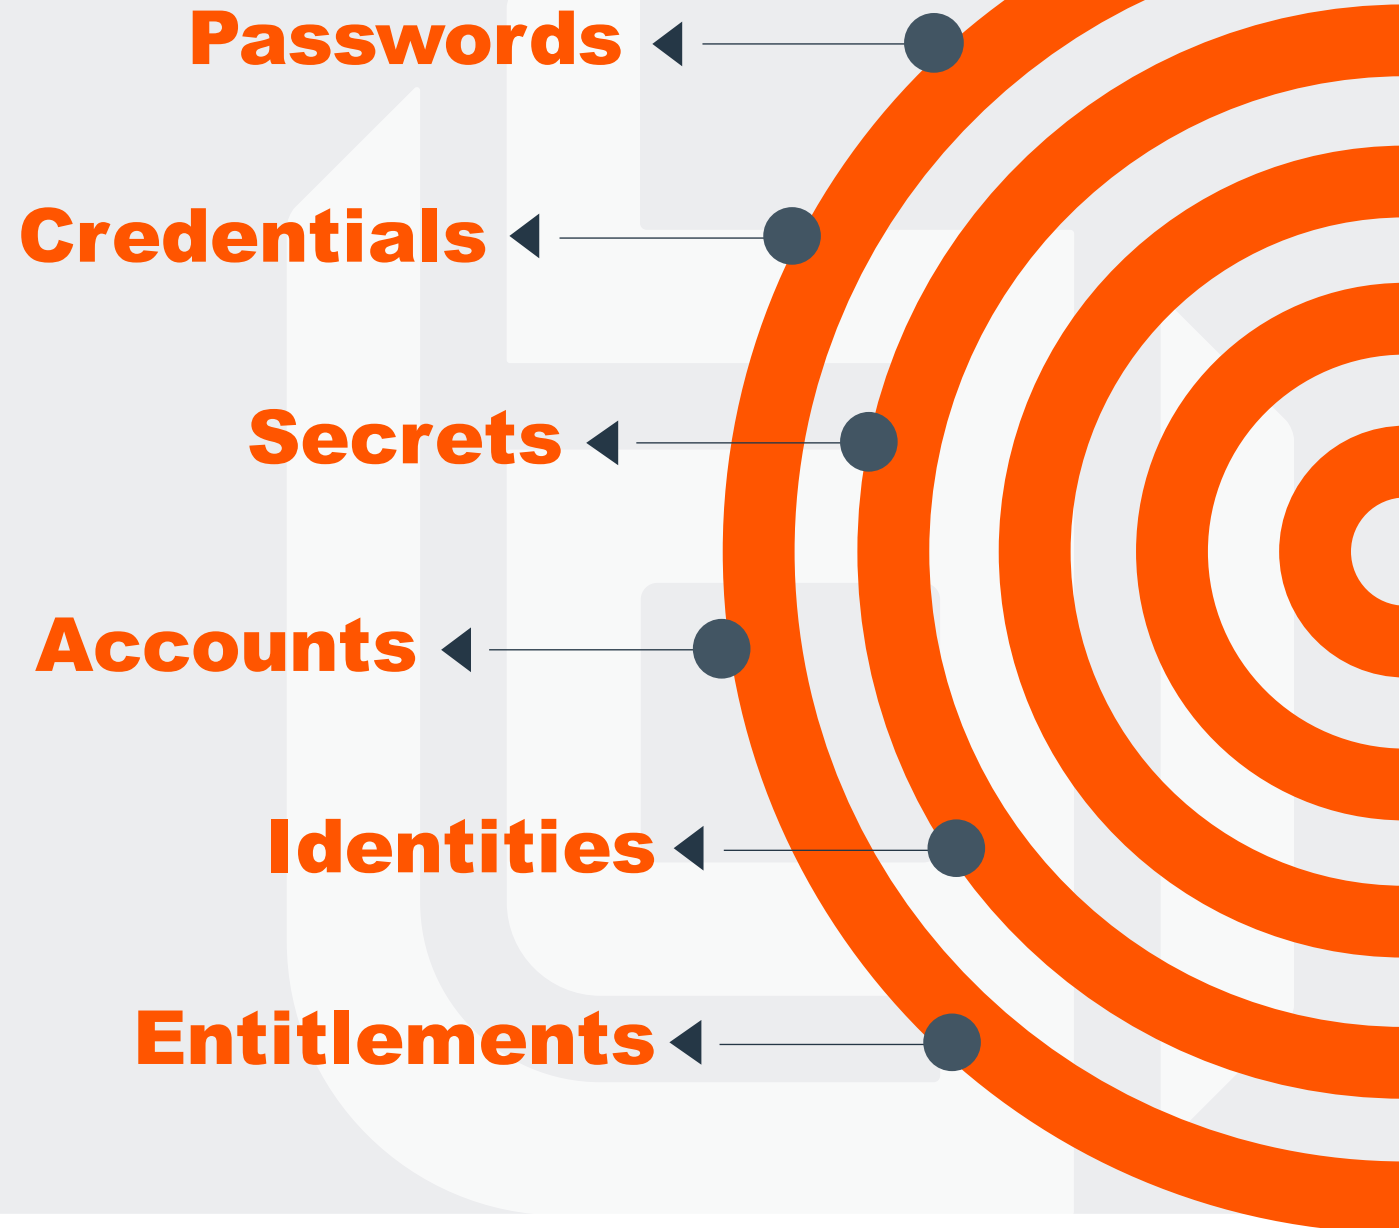 Passwords
Credentials
Secrets
Accounts
Identities
Entitlements